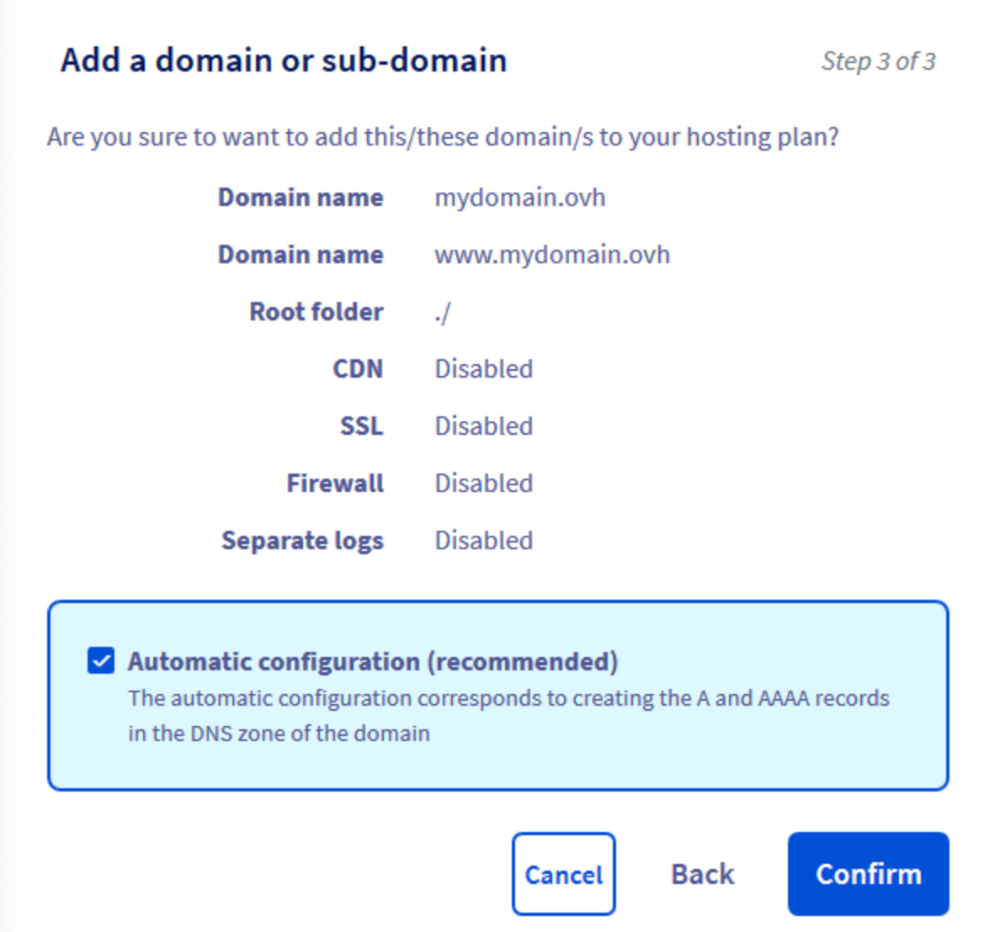 Add a domain or sub-domain
Step 3 of 3
Are you sure to want to add this/these domain/s to your hosting plan?
Domain name mydomain.ovh
Domain name www.mydomain.ovh
Root folder ./
CDN Disabled
SSL Disabled
Firewall Disabled
Separate logs Disabled
Automatic configuration (recommended)
The automatic configuration corresponds to creating the A and AAAA records
in the DNS zone of the domain
Cancel Back Confirm